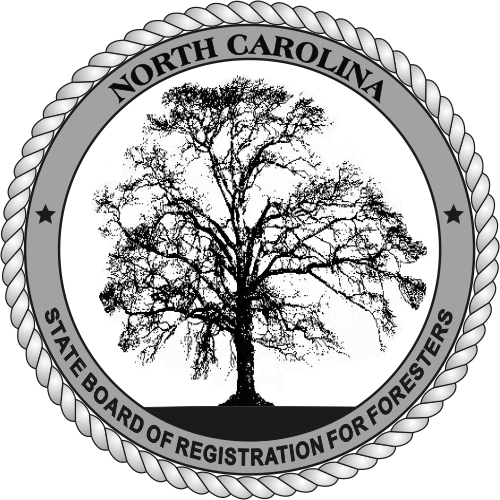 NORTH CAROLINA
STATE BOARD OF REGISTRATION FOR FORESTERS